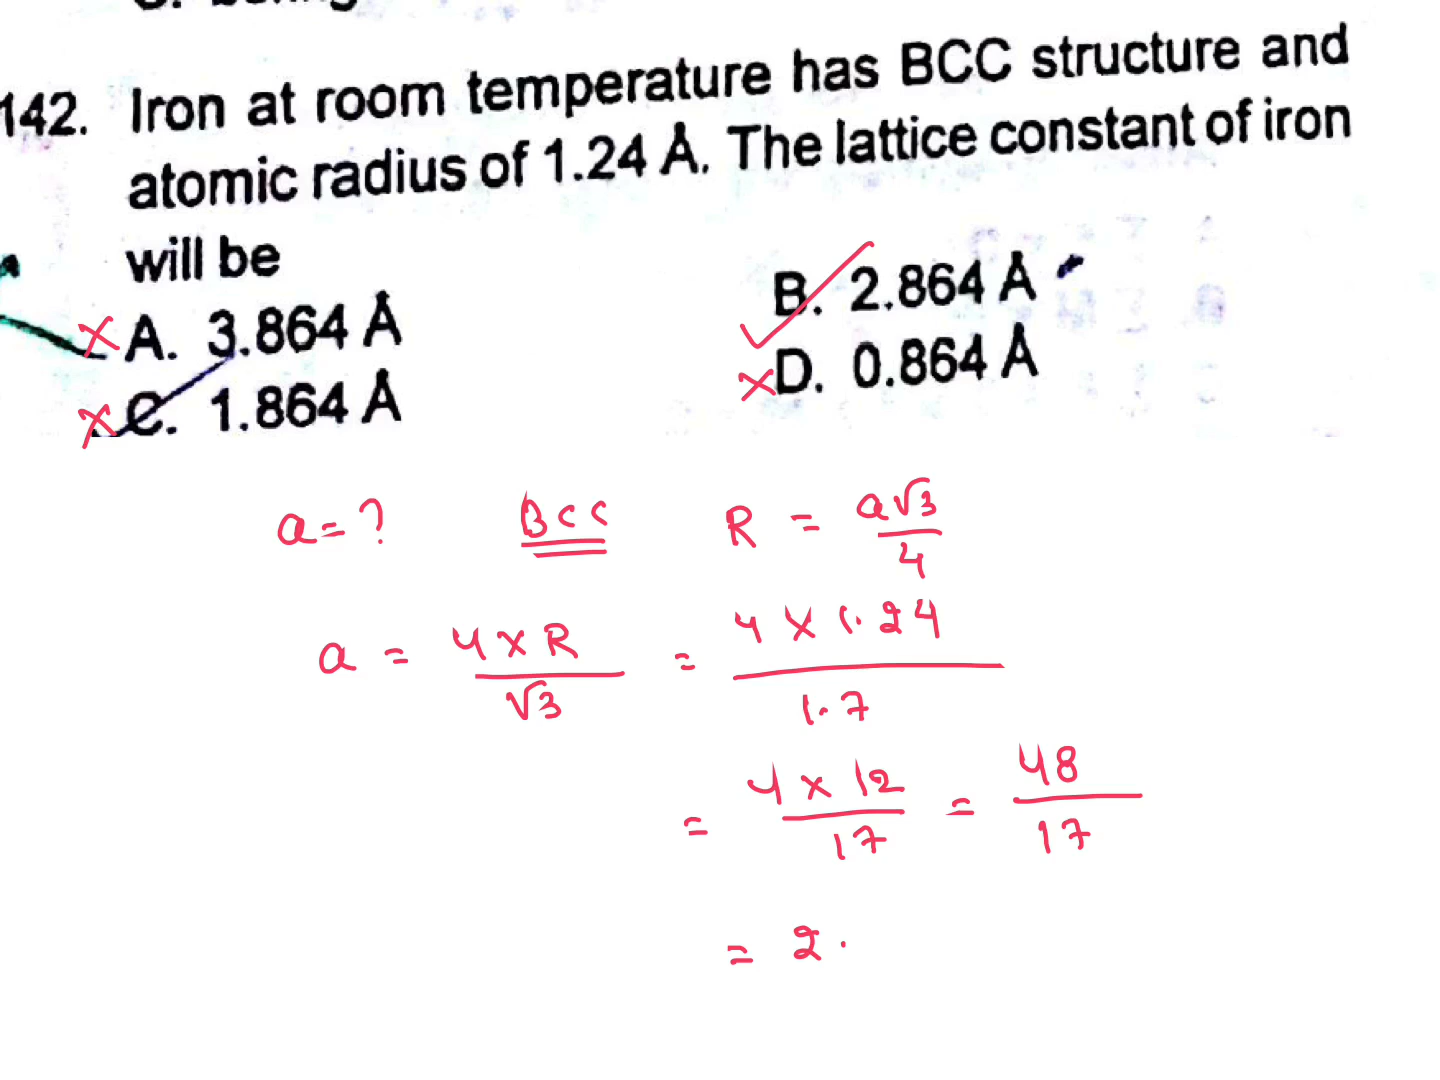 142. Iron at room temperature has BCC structure and
atomic radius of 1.24 Å. The lattice constant of iron
will be
A. 3.864 Å B. 2.864 Å
C. 1.864 Å D. 0.864 Å
a = ? BCC R = a√3 / 4
a = 4 × R / √3 = 4 × 1.24 / 1.7
= 4 × 12 / 17 = 48 / 17
= 2.